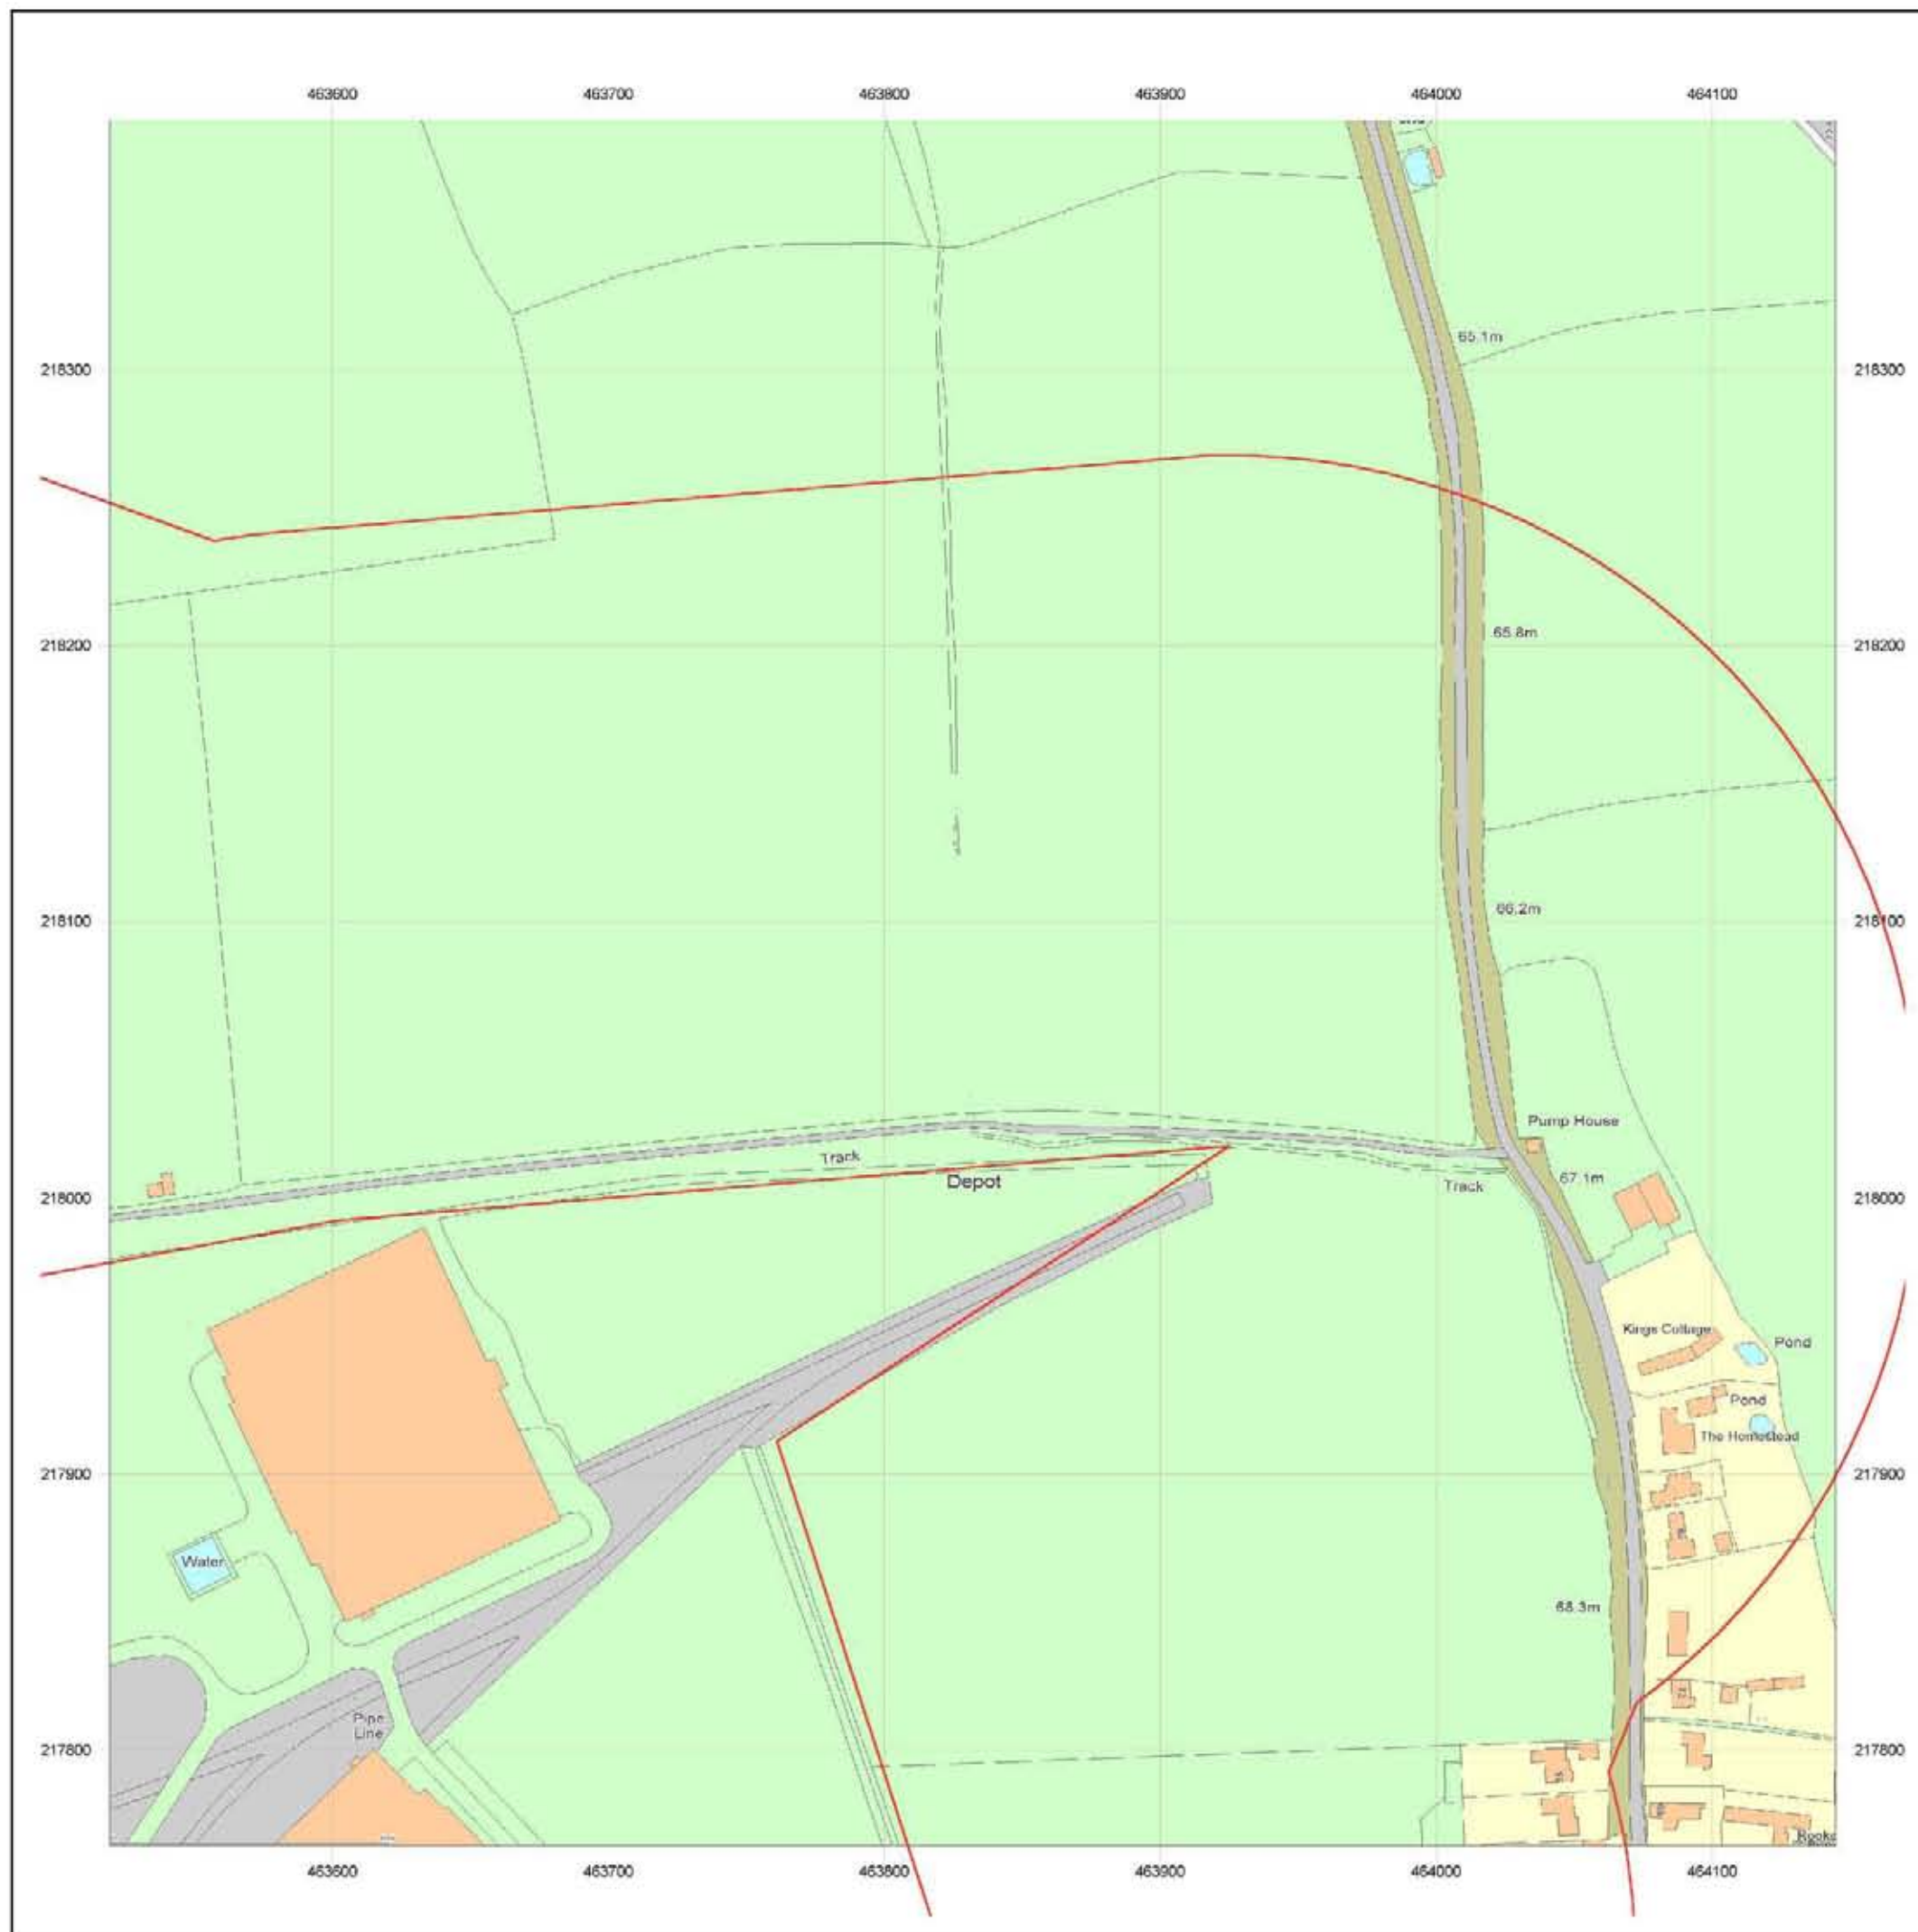 463600 463700 463800 463900 464000 464100
65.1m
218300 218300
65.8m
218200 218200
66.2m
218100 218100
Pump House
Track
67.1m
Depot
Track
218000 218000
Kings Cottage
Pond
Pond
The Homestead
217900 217900
Water
68.3m
Pipe
Line
217800 217800
463600 463700 463800 463900 464000 464100